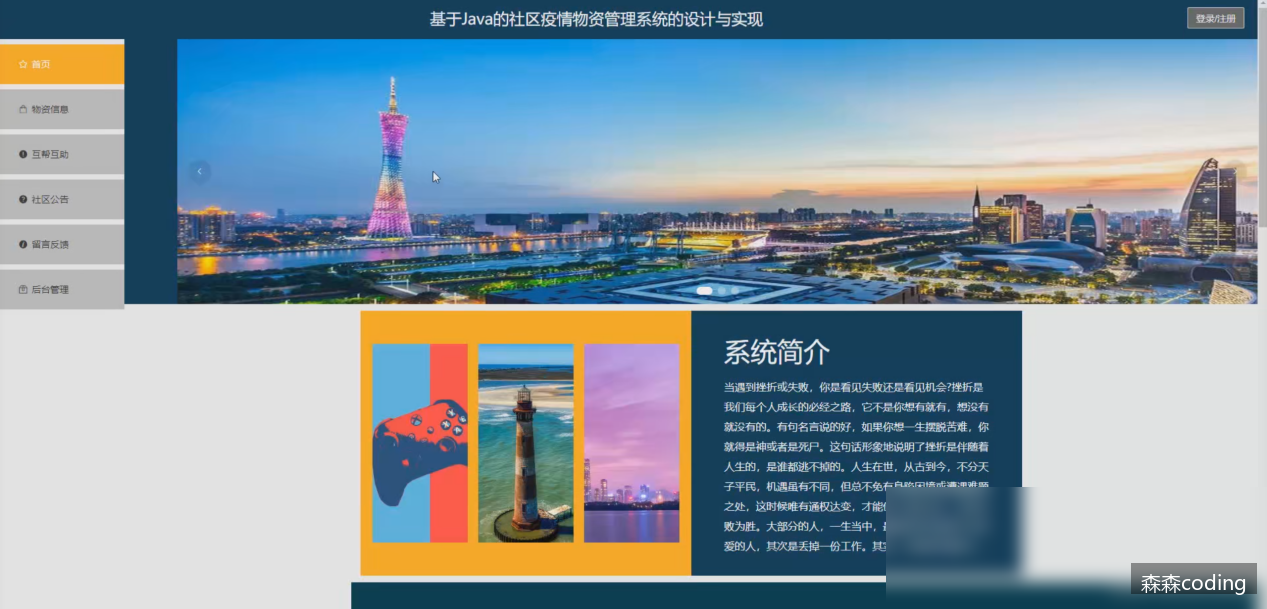 基于Java的社区疫情物资管理系统的设计与实现
登录/注册
首页
物资信息
互帮互助
社区公告
留言反馈
后台管理
系统简介
当遇到挫折或失败，你是看见失败还是看见机会?挫折是
我们每个人成长的必经之路，它不是你想有就有，想没有
就没有的。有句名言说的好，如果你想一生摆脱苦难，你
就得是神或者是死尸。这句话形象地说明了挫折是伴随着
人生的，是谁都逃不掉的。人生在世，从古到今，不分天
子平民，机遇虽有不同，但总不免有身陷困境或遭遇难题
之处，这时候唯有通权达变，才能
败为胜。大部分的人，一生当中，
爱的人，其次是丢掉一份工作。其
森森coding